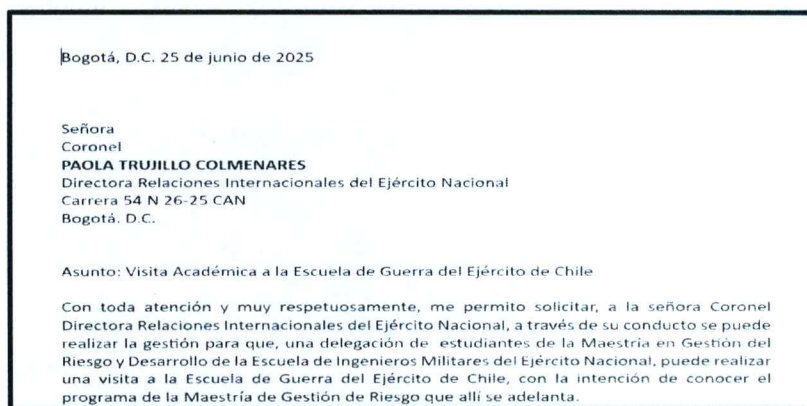 Bogotá, D.C. 25 de junio de 2025
Señora
Coronel
PAOLA TRUJILLO COLMENARES
Directora Relaciones Internacionales del Ejército Nacional
Carrera 54 N 26-25 CAN
Bogotá. D.C.
Asunto: Visita Académica a la Escuela de Guerra del Ejército de Chile
Con toda atención y muy respetuosamente, me permito solicitar, a la señora Coronel
Directora Relaciones Internacionales del Ejército Nacional, a través de su conducto se puede
realizar la gestión para que, una delegación de estudiantes de la Maestría en Gestión del
Riesgo y Desarrollo de la Escuela de Ingenieros Militares del Ejército Nacional, puede realizar
una visita a la Escuela de Guerra del Ejército de Chile, con la intención de conocer el
programa de la Maestría de Gestión de Riesgo que allí se adelanta.